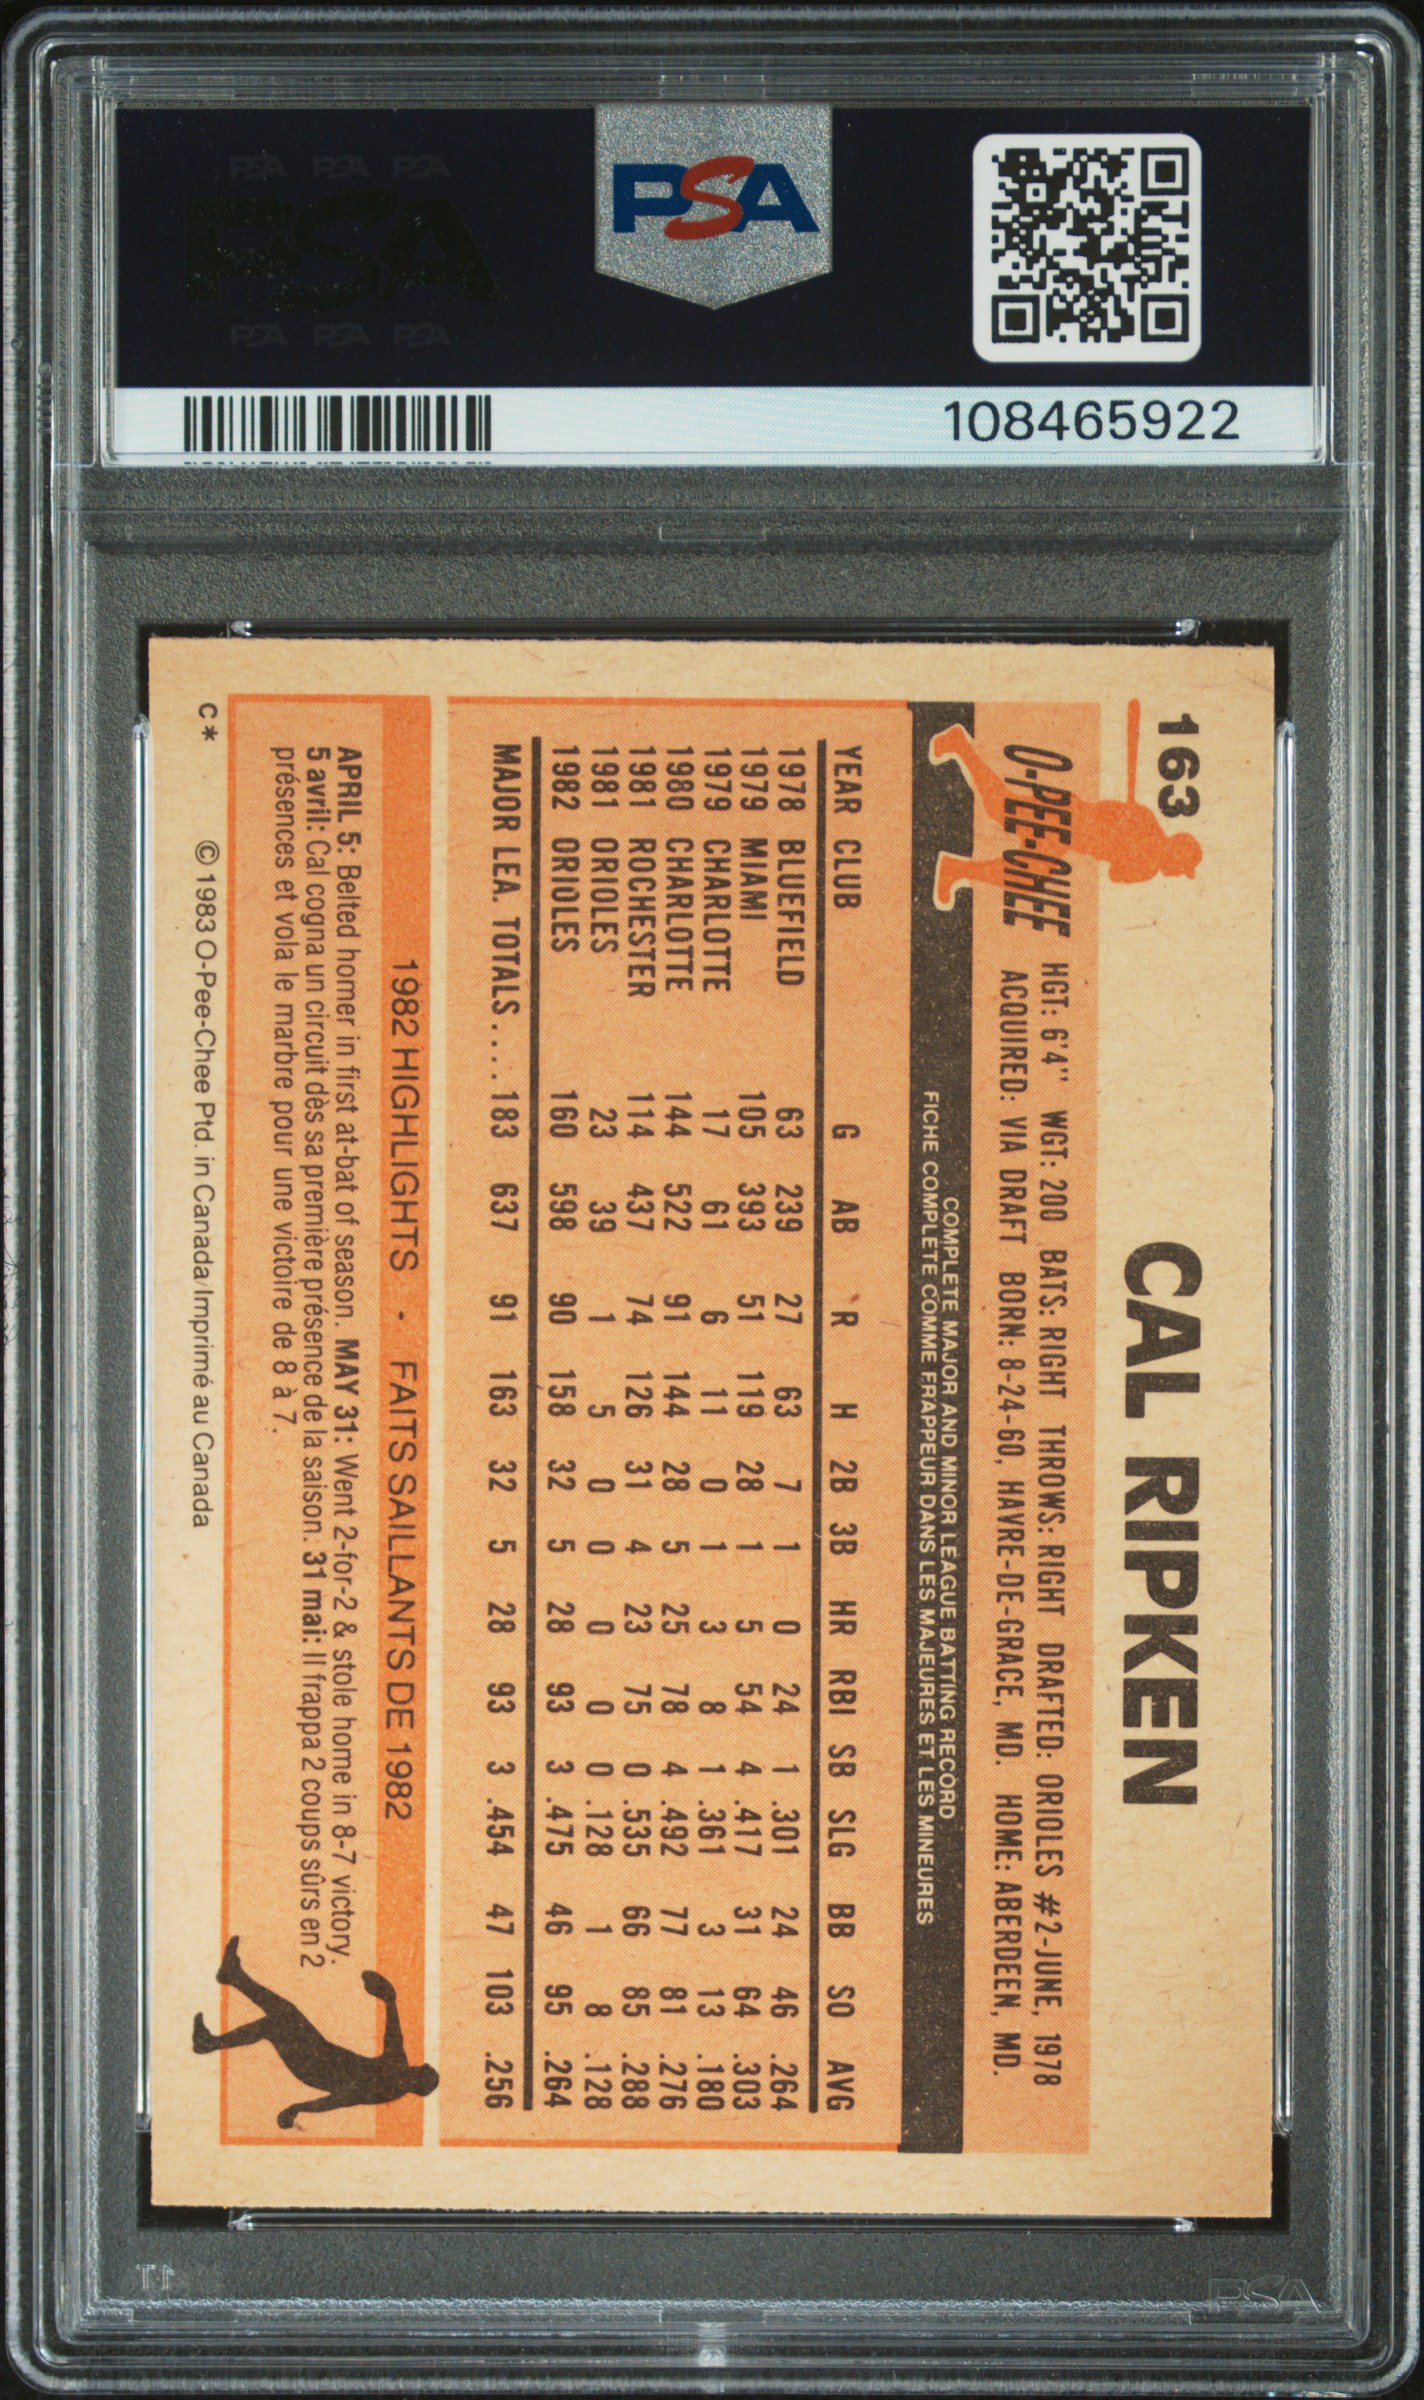 PSA PSA PSA
PSA
PSA PSA PSA
PSA
108465922
163
CAL RIPKEN
O-PEE-CHEE
HGT: 6'4" WGT: 200 BATS: RIGHT THROWS: RIGHT DRAFTED: ORIOLES #2-JUNE, 1978
ACQUIRED: VIA DRAFT BORN: 8-24-60, HAVRE-DE-GRACE, MD. HOME: ABERDEEN, MD.
COMPLETE MAJOR AND MINOR LEAGUE BATTING RECORD
FICHE COMPLETE COMME FRAPPEUR DANS LES MAJEURES ET LES MINEURES
YEAR CLUB G AB R H 2B 3B HR RBI SB SLG BB SO AVG
1978 BLUEFIELD 63 239 27 63 7 1 0 24 1 .301 24 46 .264
1979 MIAMI 105 393 51 119 28 1 5 54 4 .417 31 64 .303
1979 CHARLOTTE 17 61 6 11 0 1 3 8 1 .361 3 13 .180
1980 CHARLOTTE 144 522 91 144 28 5 25 78 4 .492 77 81 .276
1981 ROCHESTER 114 437 74 126 31 4 23 75 0 .535 66 85 .288
1981 ORIOLES 23 39 1 5 0 0 0 0 0 .128 1 8 .128
1982 ORIOLES 160 598 90 158 32 5 28 93 3 .475 46 95 .264
MAJOR LEA. TOTALS.... 183 637 91 163 32 5 28 93 3 .454 47 103 .256
1982 HIGHLIGHTS - FAITS SAILLANTS DE 1982
APRIL 5: Belted homer in first at-bat of season. MAY 31: Went 2-for-2 & stole home in 8-7 victory.
5 avril: Cal cogna un circuit dès sa première présence de la saison. 31 mai: Il frappa 2 coups sûrs en 2
présences et vola le marbre pour une victoire de 8 à 7.
C* © 1983 O-Pee-Chee Ptd. in Canada/Imprimé au Canada
PSA